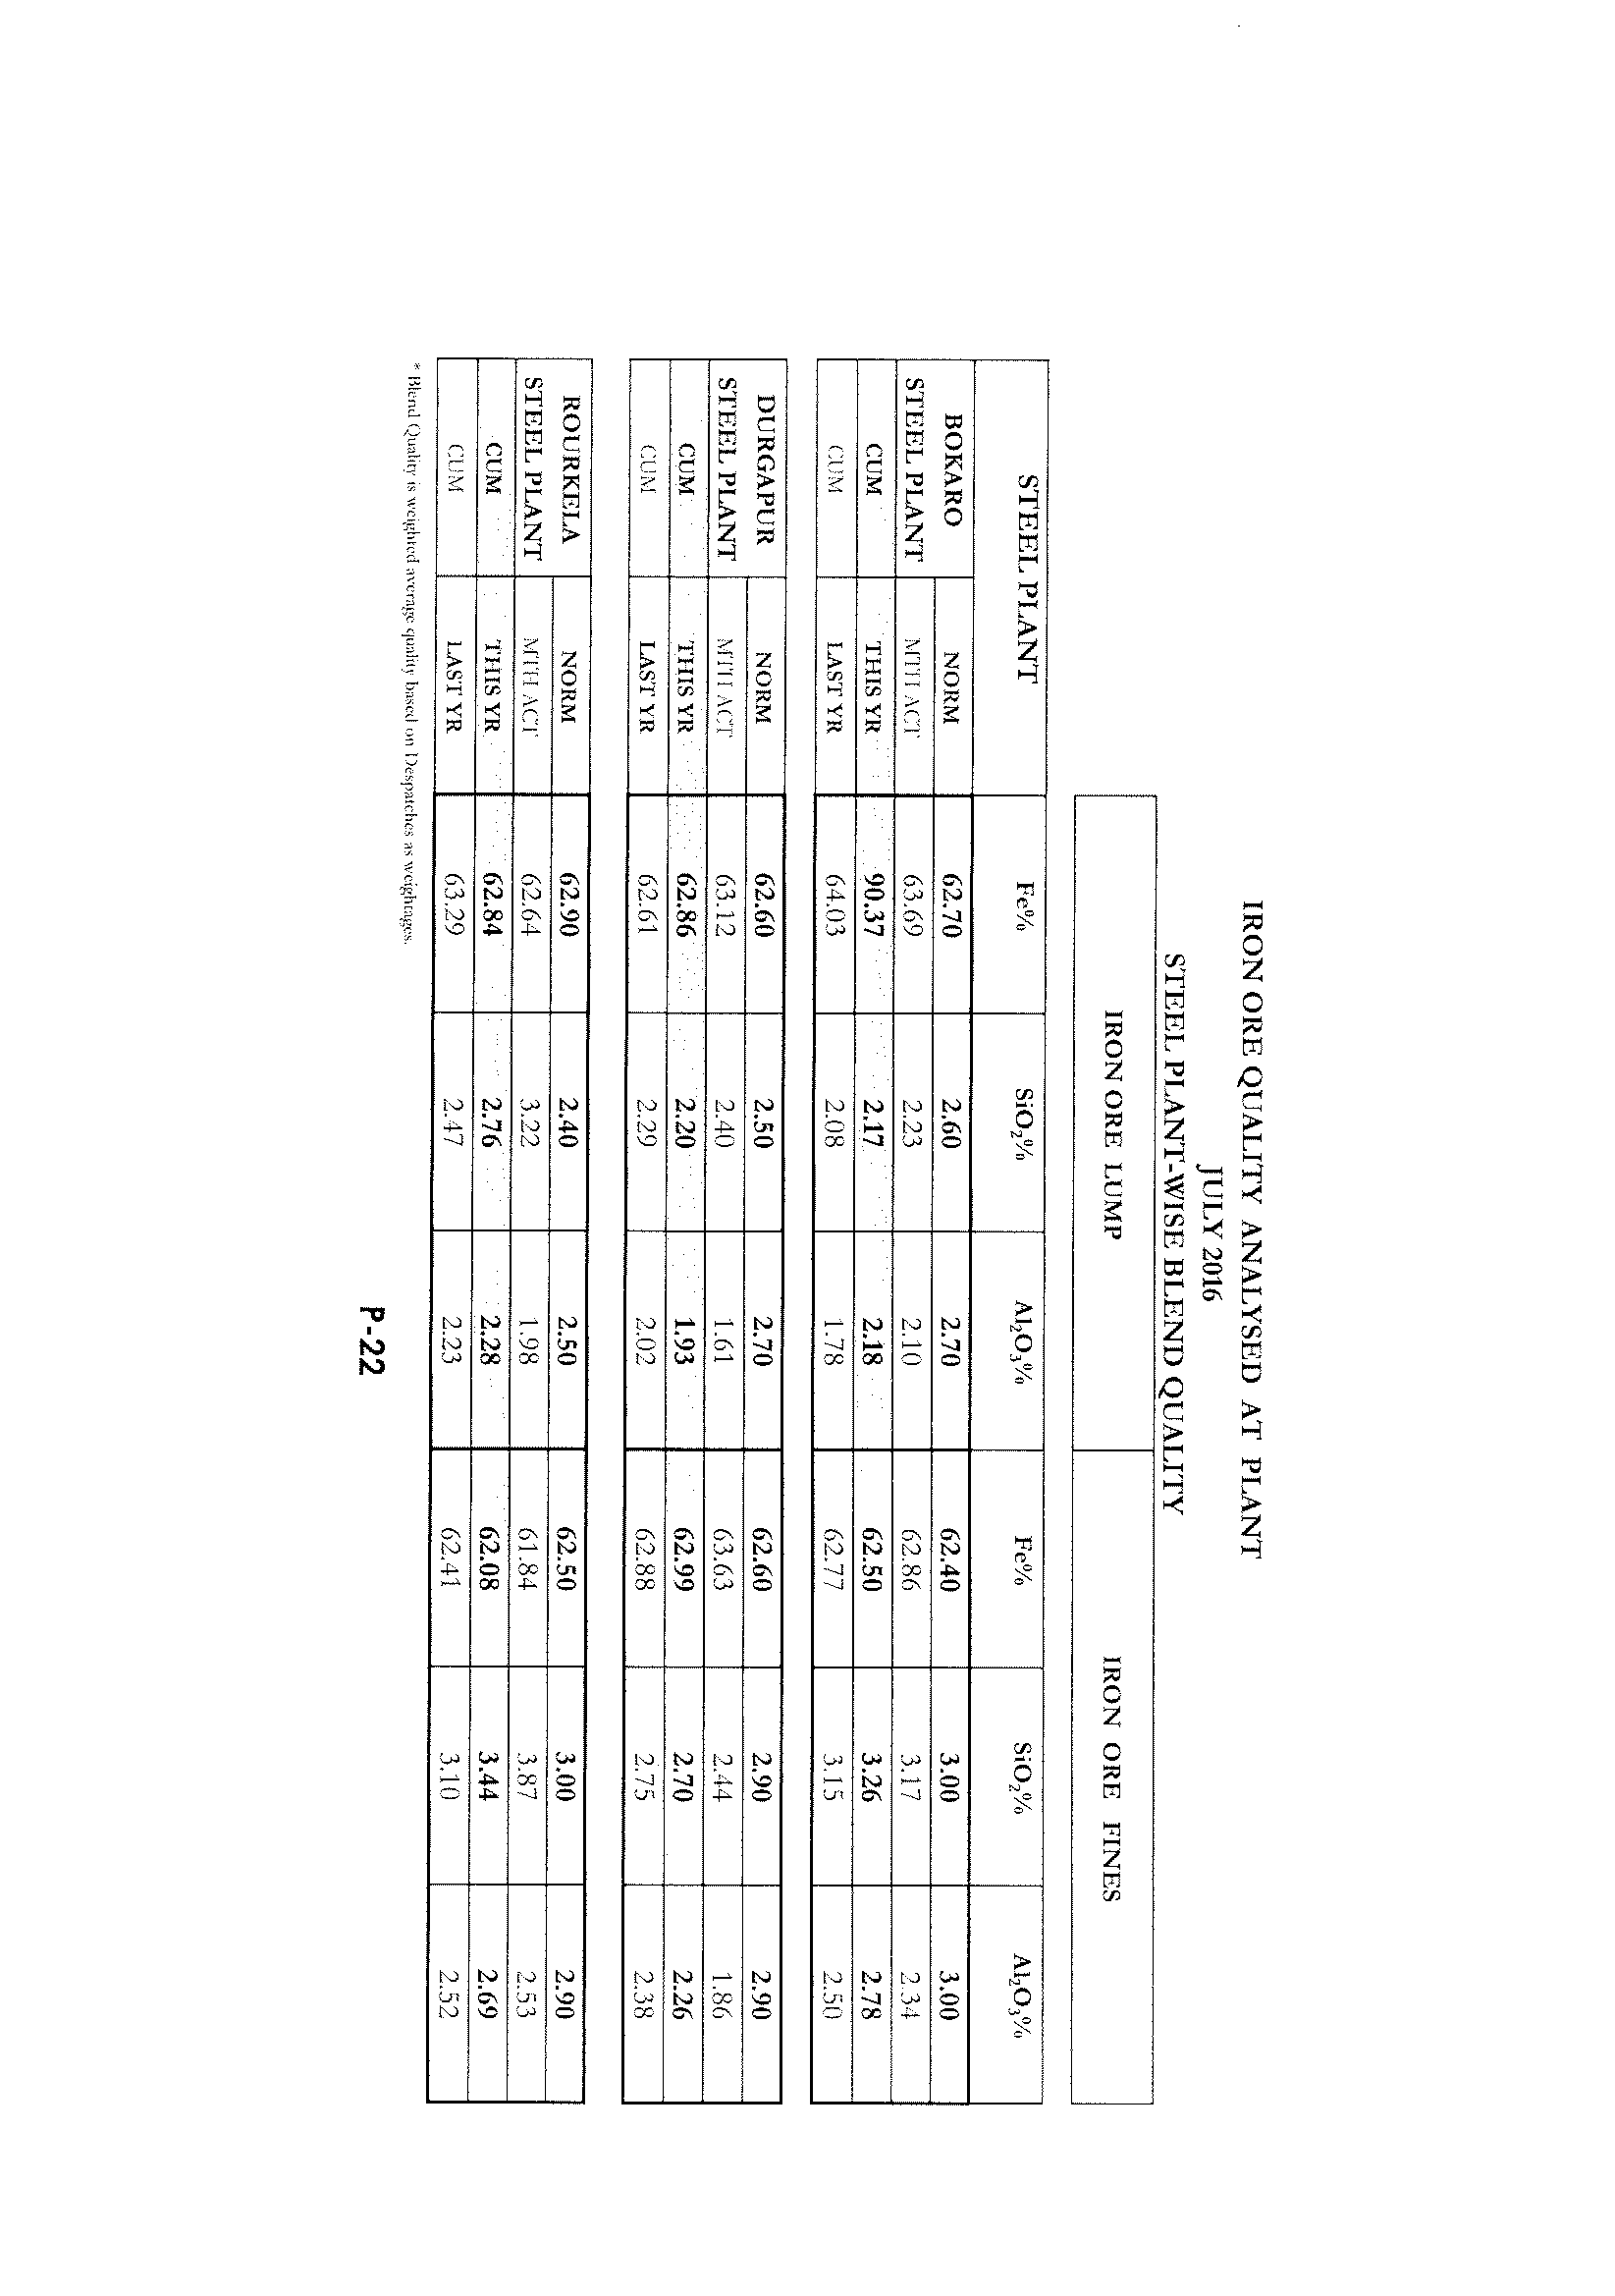 IRON ORE QUALITY ANALYSED AT PLANT
JULY 2016
STEEL PLANT-WISE BLEND QUALITY
IRON ORE LUMP IRON ORE FINES
STEEL PLANT Fe% SiO₂% Al₂O₃% Fe% SiO₂% Al₂O₃%
BOKARO NORM 62.70 2.60 2.70 62.40 3.00 3.00
STEEL PLANT MTH ACT 63.69 2.23 2.10 62.86 3.17 2.34
CUM THIS YR 90.37 2.17 2.18 62.50 3.26 2.78
CUM LAST YR 64.03 2.08 1.78 62.77 3.15 2.50
DURGAPUR NORM 62.60 2.50 2.70 62.60 2.90 2.90
STEEL PLANT MTH ACT 63.12 2.40 1.61 63.63 2.44 1.86
CUM THIS YR 62.86 2.20 1.93 62.99 2.70 2.26
CUM LAST YR 62.61 2.29 2.02 62.88 2.75 2.38
ROURKELA NORM 62.90 2.40 2.50 62.50 3.00 2.90
STEEL PLANT MTH ACT 62.64 3.22 1.98 61.84 3.87 2.53
CUM THIS YR 62.84 2.76 2.28 62.08 3.44 2.69
CUM LAST YR 63.29 2.47 2.23 62.41 3.10 2.52
* Blend Quality is weighted average quality based on Despatches as weightages.
P-22